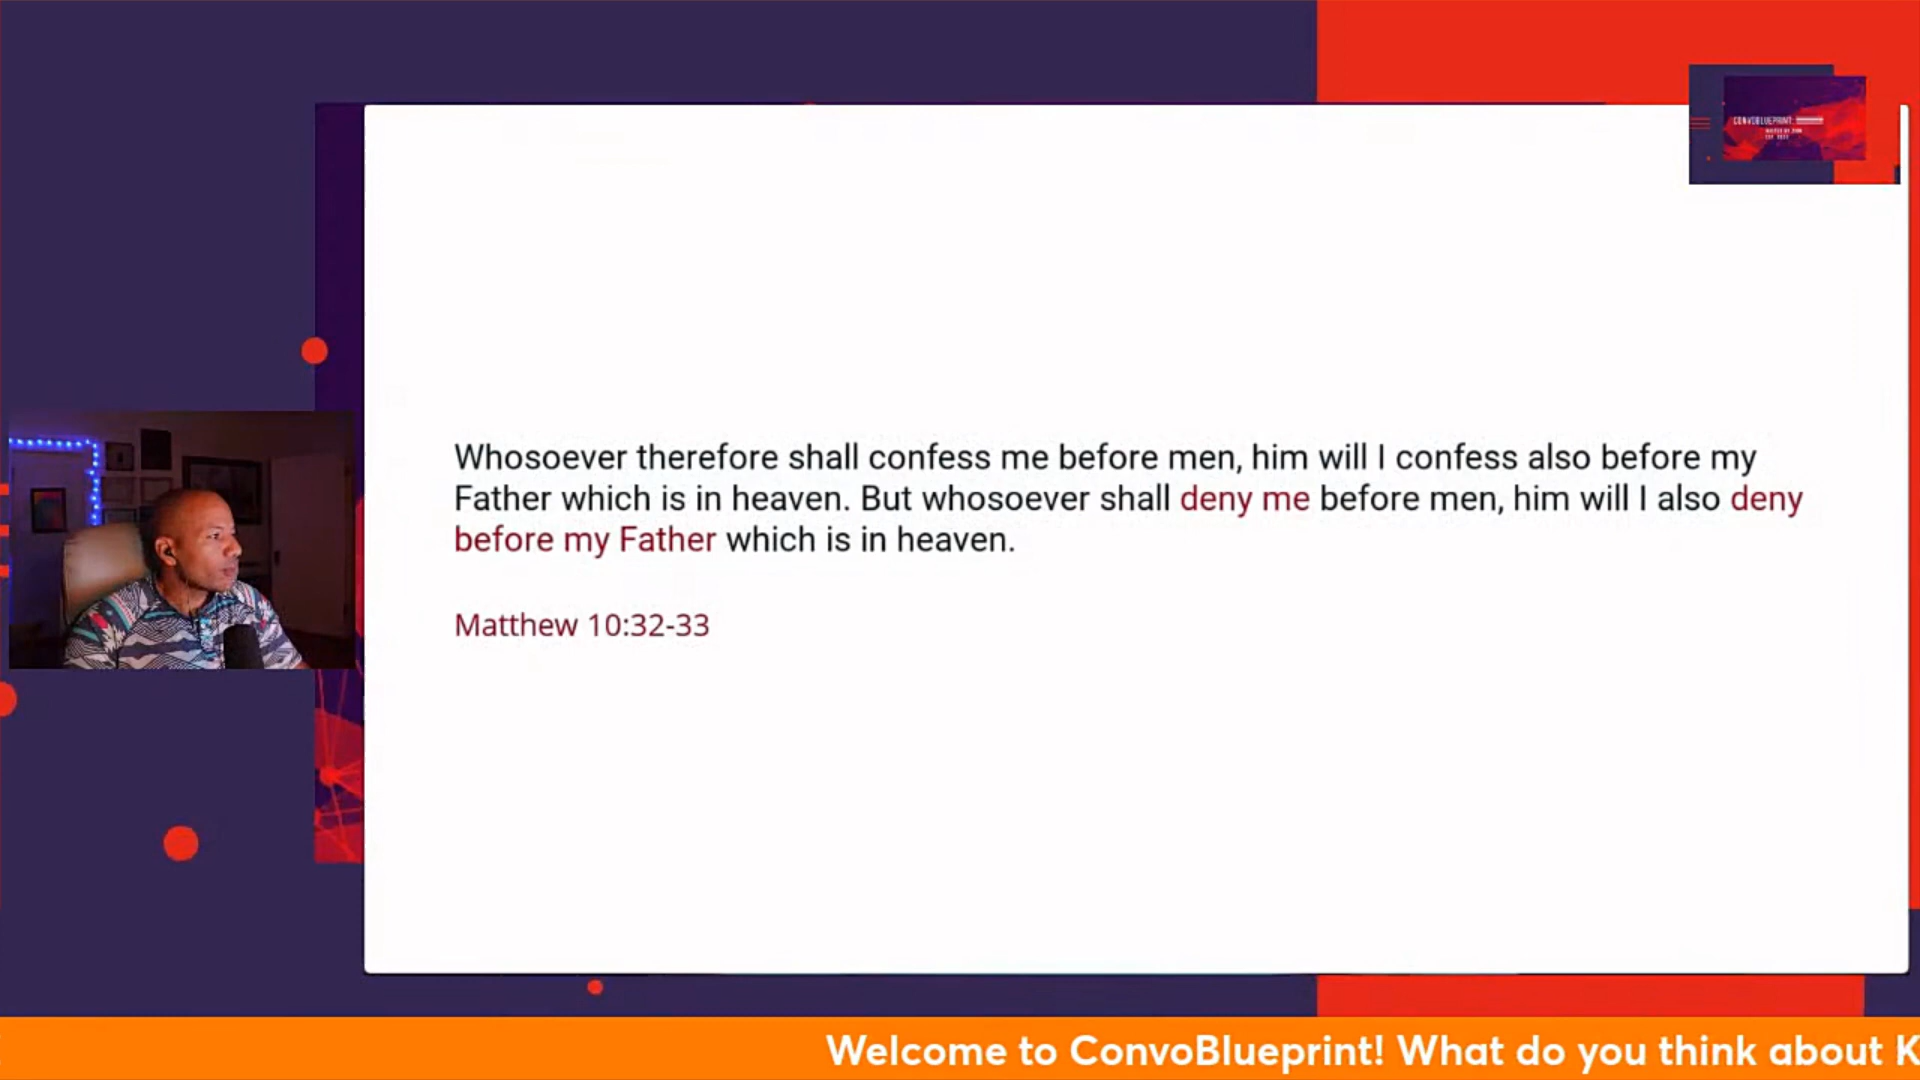 CONVOBLUEPRINT
Whosoever therefore shall confess me before men, him will I confess also before my
Father which is in heaven. But whosoever shall deny me before men, him will I also deny
before my Father which is in heaven.
Matthew 10:32-33
Welcome to ConvoBlueprint! What do you think about K